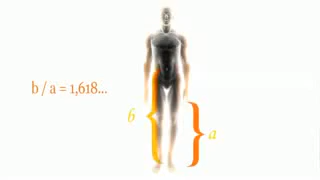 b / a = 1,618...
b
a